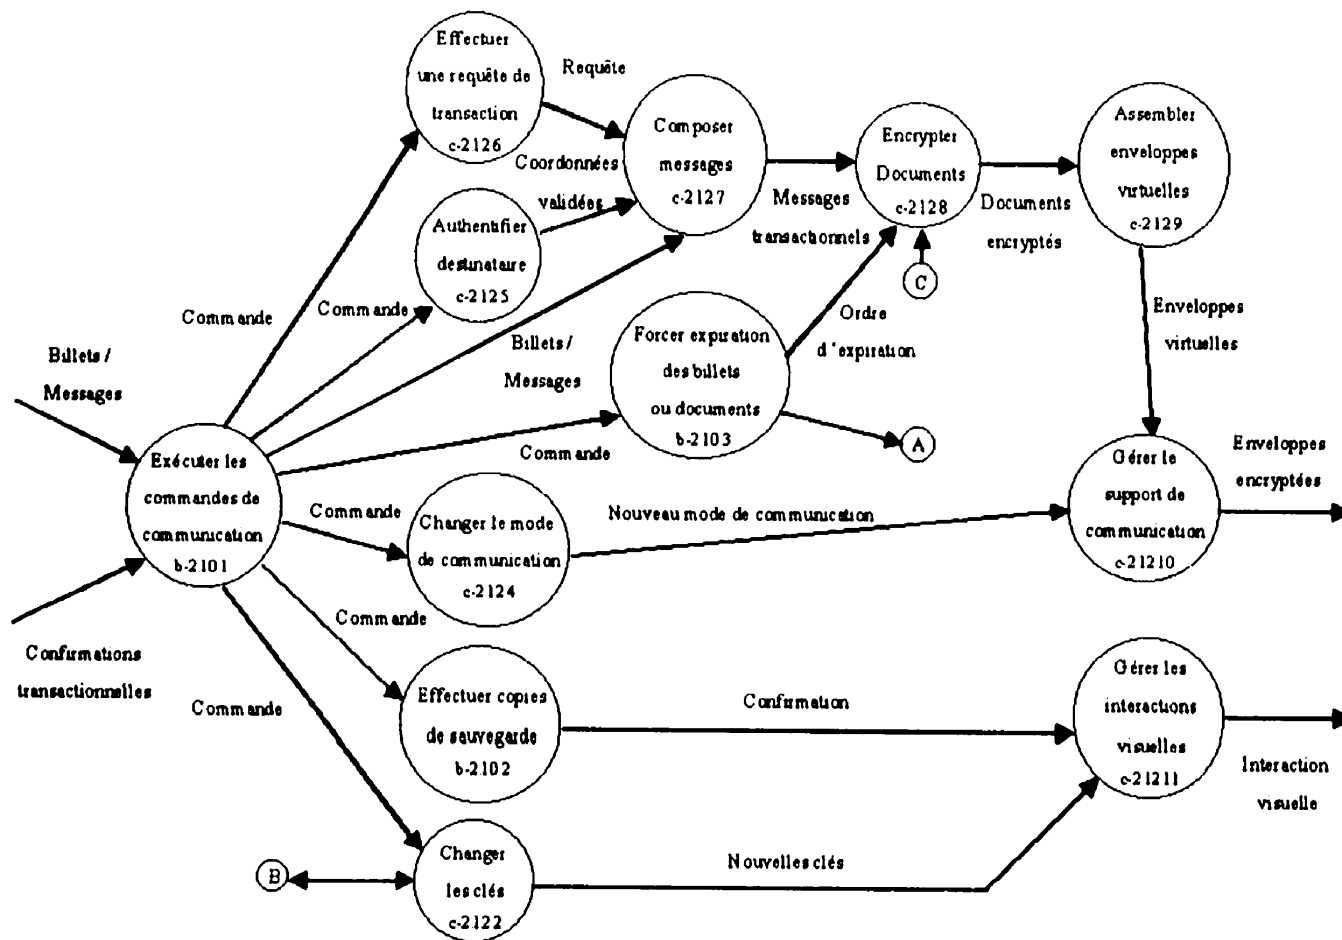 Effectuer
une requête de
transaction
c-2126
Requête
Composer
messages
c-2127
Encrypter
Documents
c-2128
Assembler
enveloppes
virtuelles
c-2129
Coordonnées
validées
Authentifier
destinataire
c-2125
Messages
transactionnels
Documents
encryptés
C
Commande
Commande
Billets /
Messages
Billets /
Messages
Forcer expiration
des billets
ou documents
b-2103
Ordre
d'expiration
Enveloppes
virtuelles
A
Commande
Exécuter les
commandes de
communication
b-2101
Commande
Changer le mode
de communication
c-2124
Nouveau mode de communication
Gérer le
support de
communication
c-21210
Enveloppes
encryptées
Confirmations
transactionnelles
Commande
Commande
Effectuer copies
de sauvegarde
b-2102
Confirmation
Gérer les
interactions
visuelles
c-21211
Interaction
visuelle
B
Changer
les clés
c-2122
Nouvelles clés